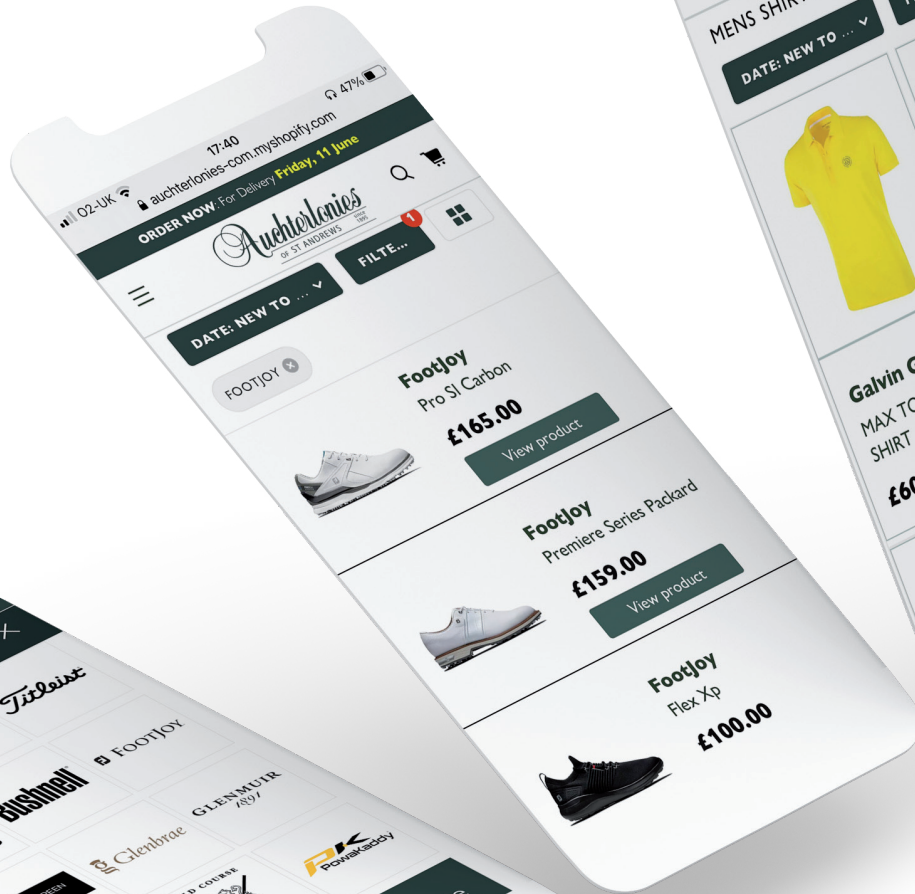 17:40
47%
O2-UK
auchterlonies-com.myshopify.com
ORDER NOW: For Delivery Friday, 11 June
Auchterlonies
OF ST ANDREWS
SINCE
1895
1
DATE: NEW TO ...
FILTE...
FOOTJOY
FootJoy
Pro Sl Carbon
£165.00
View product
FootJoy
Premiere Series Packard
£159.00
View product
FootJoy
Flex Xp
£100.00
MENS SHIRT
DATE: NEW TO ...
Galvin G
MAX TO
SHIRT
£60
Titleist
Bushnell
FOOTJOY
Glenbrae
GLENMUIR
1891
COURSE
PK
PowaKaddy